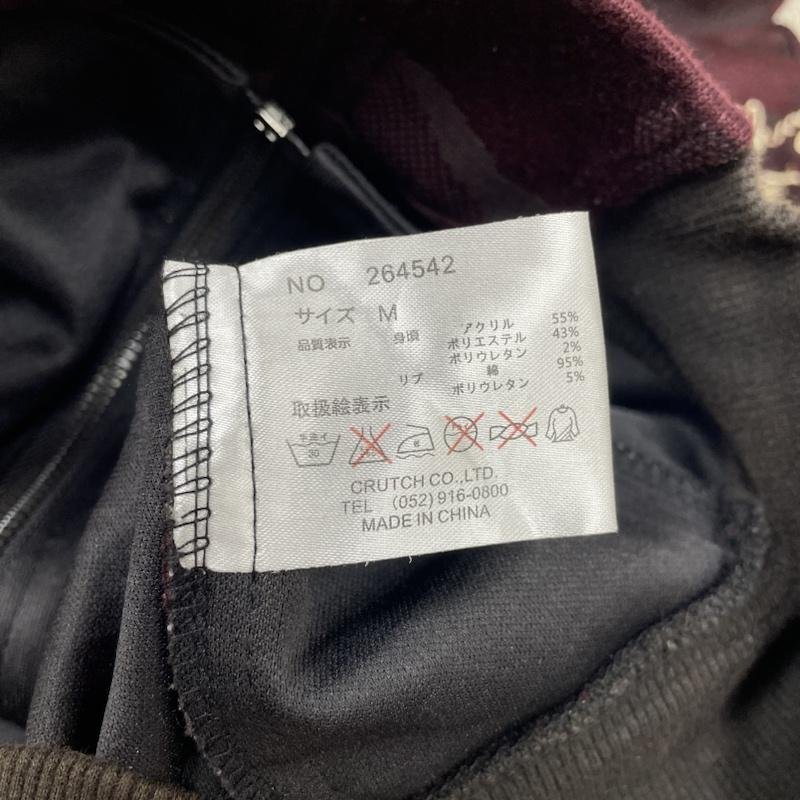 NO 264542
サイズ M
品質表示 身頃 アクリル 55%
ポリエステル 43%
ポリウレタン 2%
リブ 綿 95%
ポリウレタン 5%
取扱絵表示
手洗イ
30
CRUTCH CO.,LTD.
TEL (052)916-0800
MADE IN CHINA